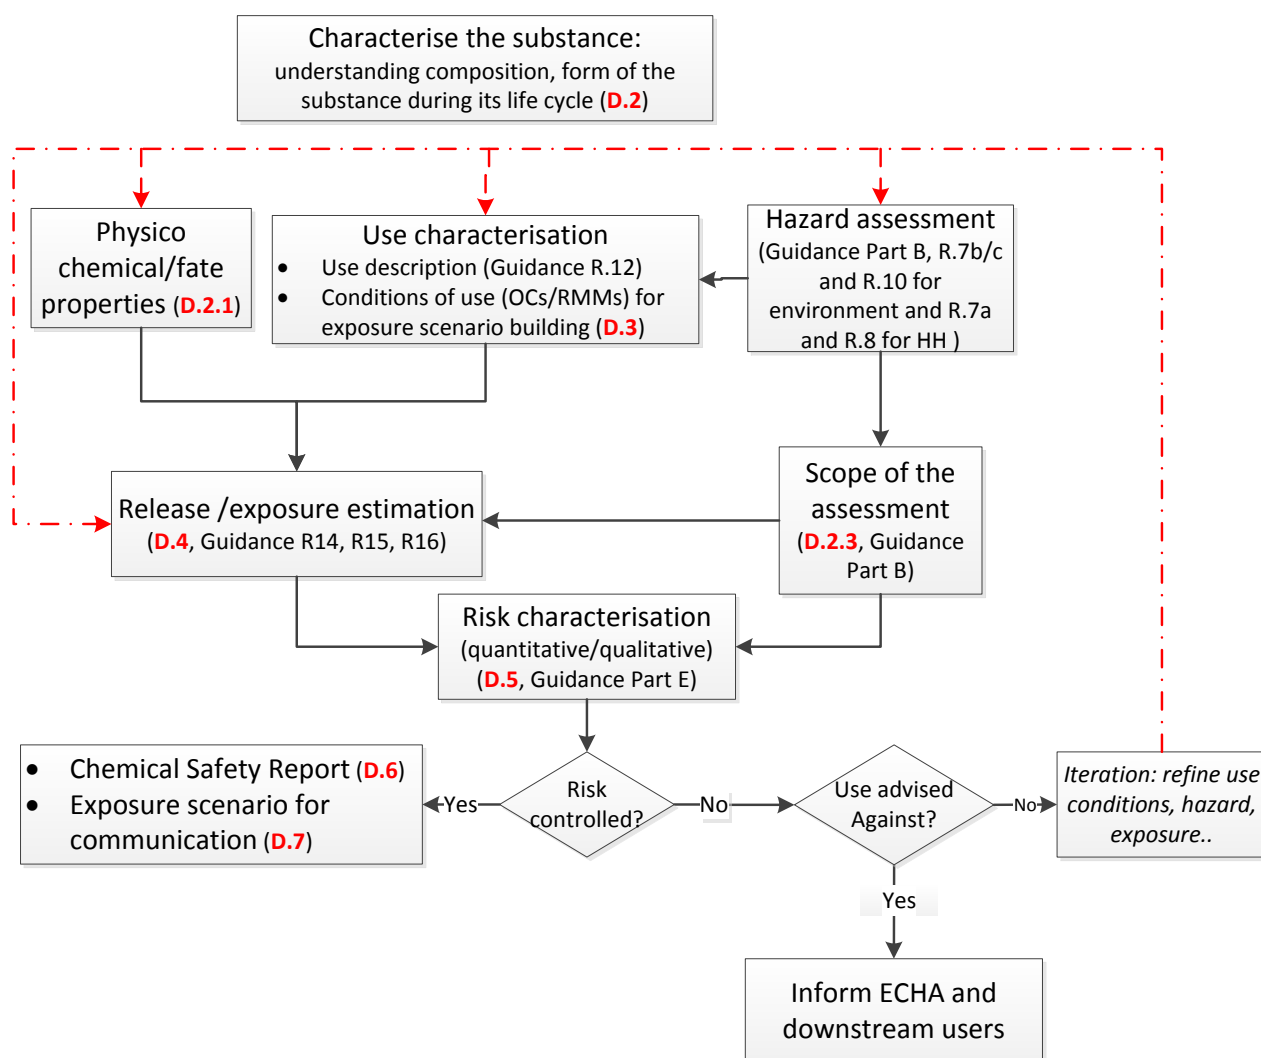 Characterise the substance:
understanding composition, form of the
substance during its life cycle (D.2)
Physico
chemical/fate
properties (D.2.1)
Use characterisation
• Use description (Guidance R.12)
• Conditions of use (OCs/RMMs) for
exposure scenario building (D.3)
Hazard assessment
(Guidance Part B, R.7b/c
and R.10 for
environment and R.7a
and R.8 for HH )
Release /exposure estimation
(D.4, Guidance R14, R15, R16)
Scope of the
assessment
(D.2.3, Guidance
Part B)
Risk characterisation
(quantitative/qualitative)
(D.5, Guidance Part E)
• Chemical Safety Report (D.6)
• Exposure scenario for
communication (D.7)
Yes
Risk
controlled?
No
Use advised
Against?
No
Iteration: refine use
conditions, hazard,
exposure..
Yes
Inform ECHA and
downstream users